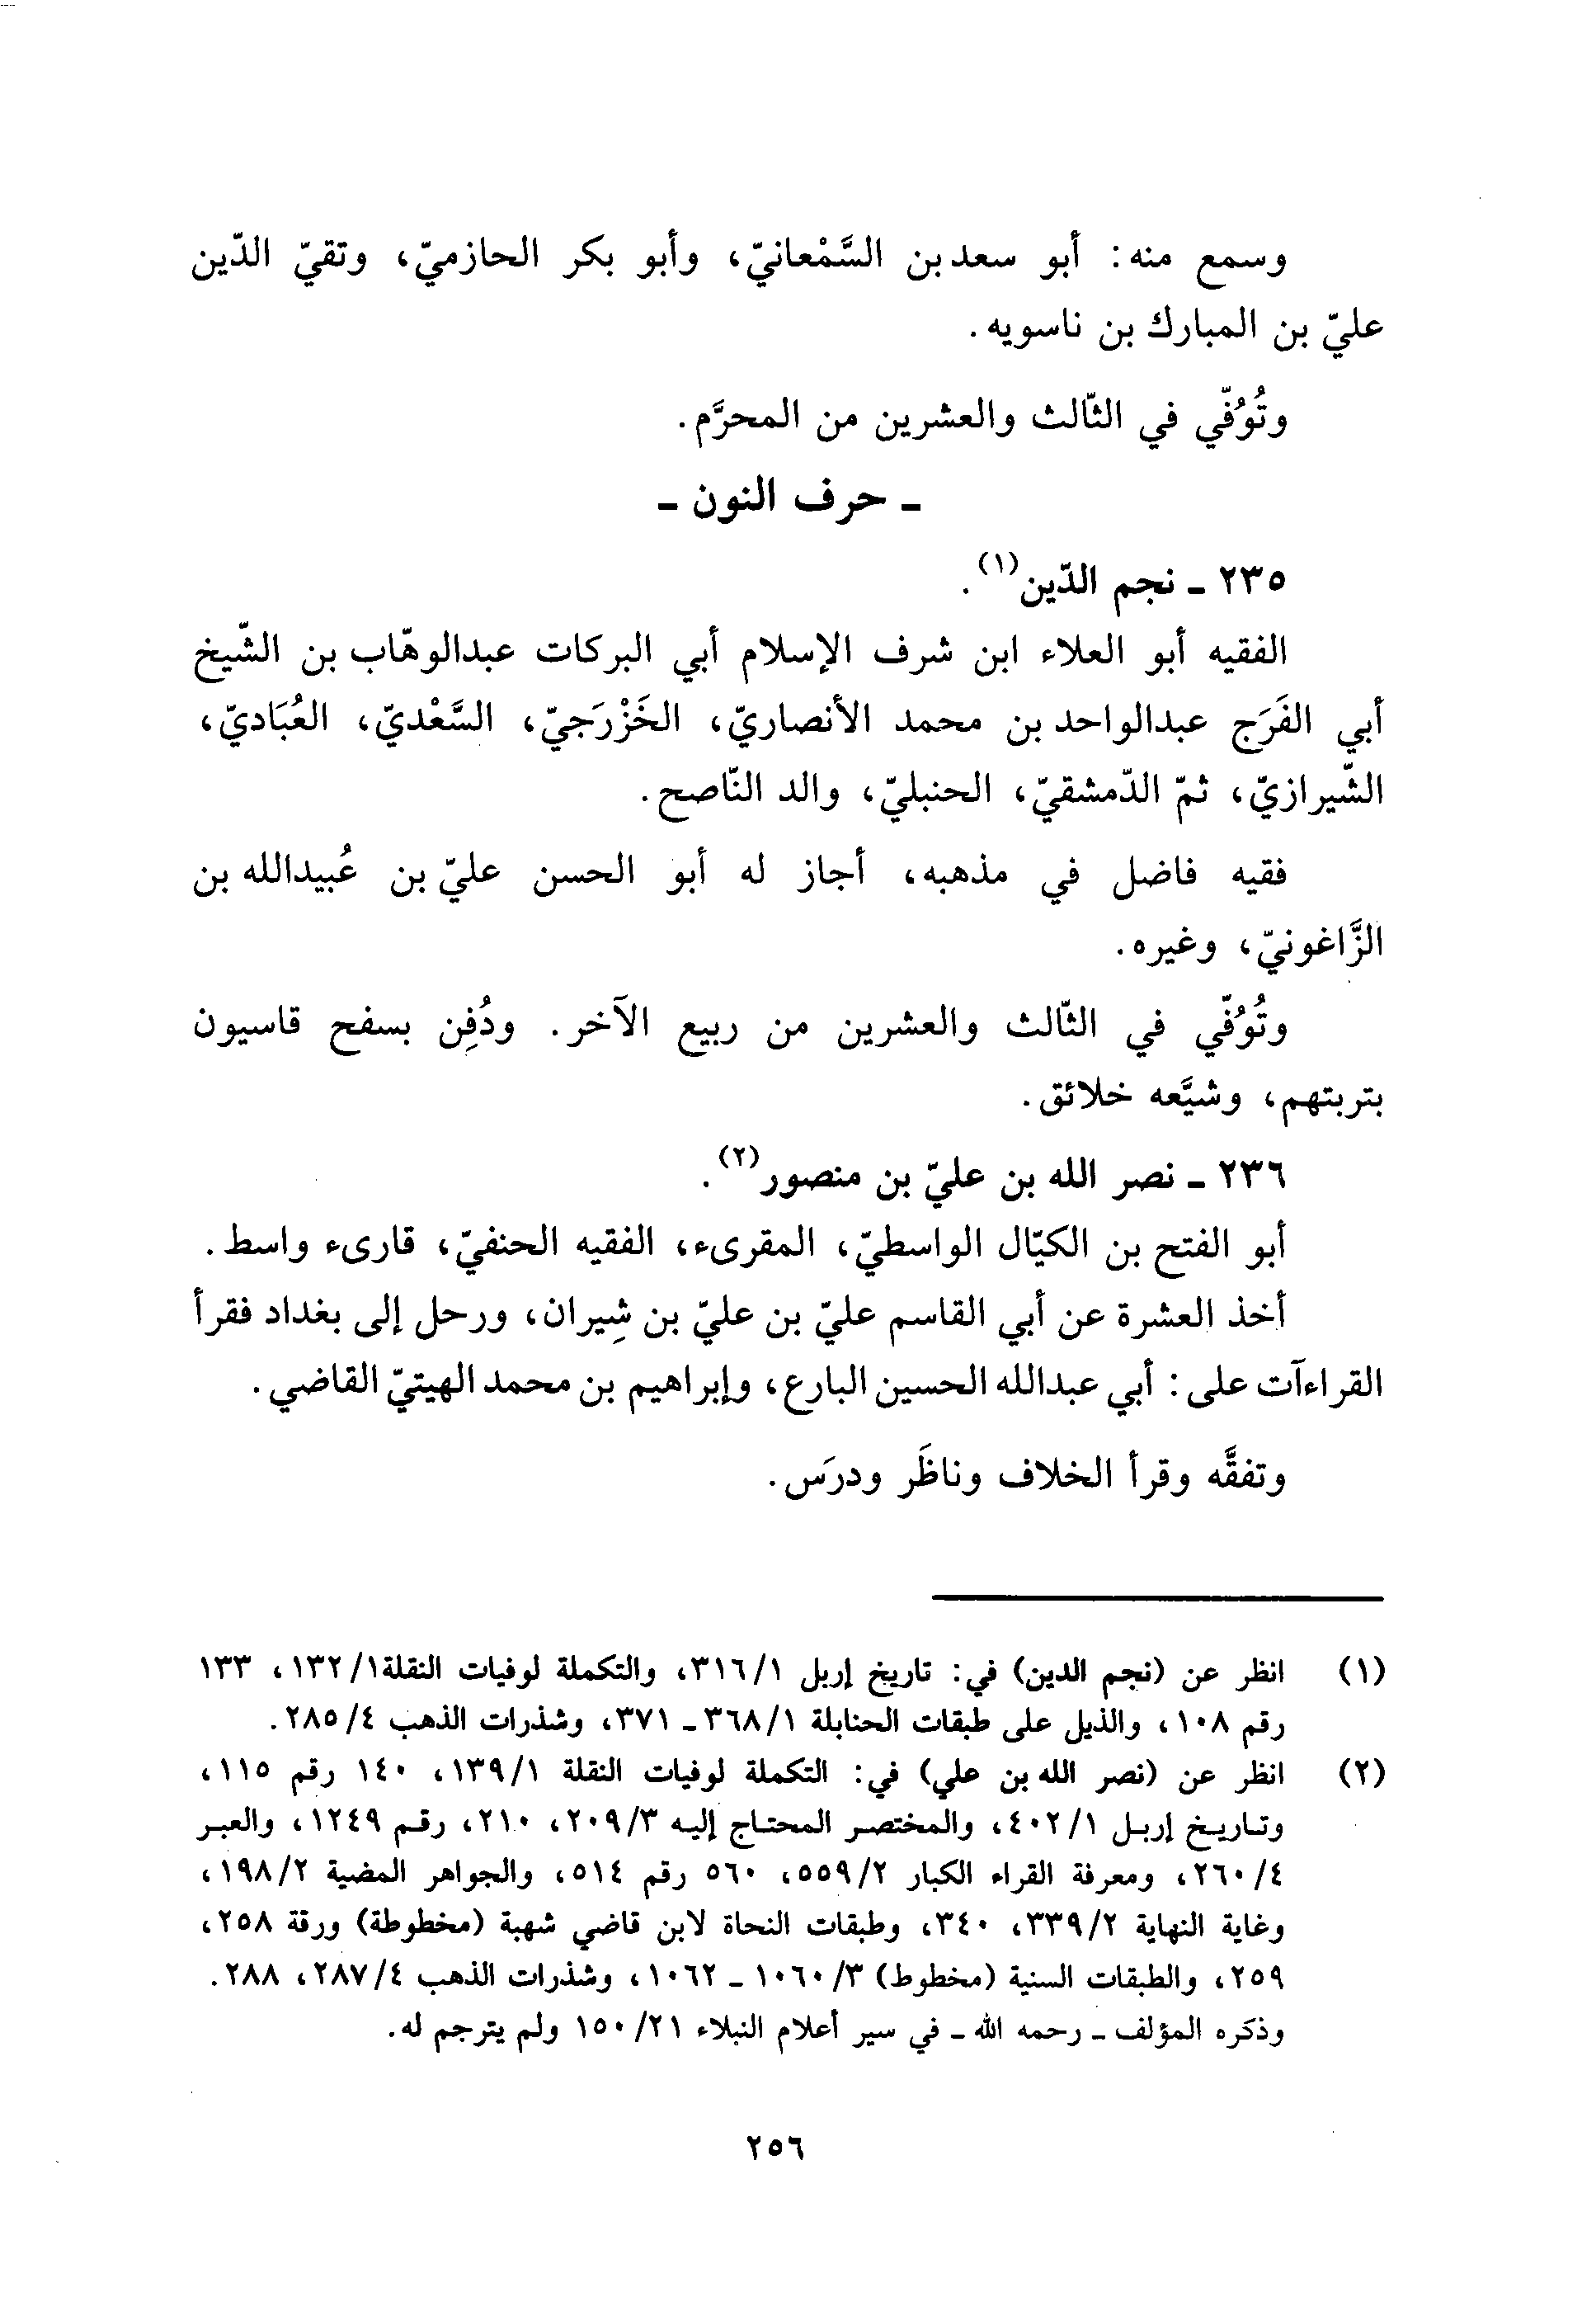 وسمع منه: أبو سعد بن السَّمْعانيّ، وأبو بكر الحازميّ، وتقيّ الدّين
عليّ بن المبارك بن ناسويه.
وتُوُفّي في الثّالث والعشرين من المحرَّم.
ـ حرف النون ـ
٢٣٥ ـ نجم الدّين(١).
الفقيه أبو العلاء ابن شرف الإسلام أبي البركات عبدالوهّاب بن الشّيخ
أبي الفَرَج عبدالواحد بن محمد الأنصاريّ، الخَزْرَجيّ، السَّعْديّ، العُبَاديّ،
الشّيرازيّ، ثمّ الدّمشقيّ، الحنبليّ، والد النّاصح.
فقيه فاضل في مذهبه، أجاز له أبو الحسن عليّ بن عُبيدالله بن
الزَّاغونيّ، وغيره.
وتُوُفّي في الثّالث والعشرين من ربيع الآخر. ودُفِن بسفح قاسيون
بتربتهم، وشيَّعه خلائق.
٢٣٦ ـ نصر الله بن عليّ بن منصور(٢).
أبو الفتح بن الكيّال الواسطيّ، المقرىء، الفقيه الحنفيّ، قارىء واسط.
أخذ العشرة عن أبي القاسم عليّ بن عليّ بن شِيران، ورحل إلى بغداد فقرأ
القراءآت على: أبي عبدالله الحسين البارع، وإبراهيم بن محمد الهيتيّ القاضي.
وتفقَّه وقرأ الخلاف وناظَر ودرَس.
(١) انظر عن (نجم الدين) في: تاريخ إربل ٣١٦/١، والتكملة لوفيات النقلة ١٣٢/١، ١٣٣
رقم ١٠٨، والذيل على طبقات الحنابلة ٣٦٨/١ ـ ٣٧١، وشذرات الذهب ٢٨٥/٤.
(٢) انظر عن (نصر الله بن علي) في: التكملة لوفيات النقلة ١٣٩/١، ١٤٠ رقم ١١٥،
وتاريخ إربل ٤٠٢/١، والمختصر المحتاج إليه ٢٠٩/٣، ٢١٠، رقم ١٢٤٩، والعبر
٢٦٠/٤، ومعرفة القراء الكبار ٥٥٩/٢، ٥٦٠ رقم ٥١٤، والجواهر المضية ١٩٨/٢،
وغاية النهاية ٣٣٩/٢، ٣٤٠، وطبقات النحاة لابن قاضي شهبة (مخطوطة) ورقة ٢٥٨،
٢٥٩، والطبقات السنية (مخطوط) ١٠٦٠/٣ ـ ١٠٦٢، وشذرات الذهب ٢٨٧/٤، ٢٨٨.
وذكره المؤلف ـ رحمه الله ـ في سير أعلام النبلاء ١٥٠/٢١ ولم يترجم له.
٢٥٦